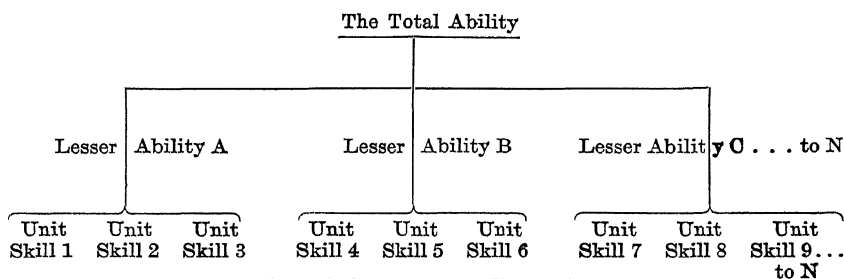 The Total Ability
Lesser Ability A Lesser Ability B Lesser Ability C . . . to N
Unit Unit Unit Unit Unit Unit Unit Unit Unit
Skill 1 Skill 2 Skill 3 Skill 4 Skill 5 Skill 6 Skill 7 Skill 8 Skill 9...
to N